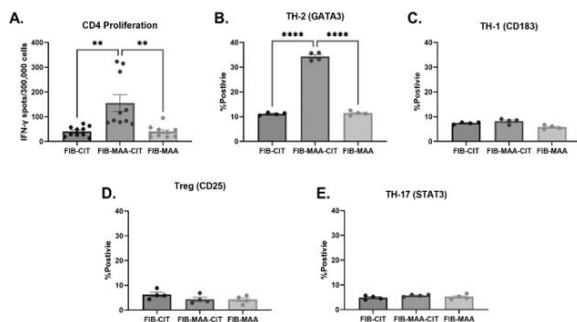 A.
CD4 Proliferation
IFN-γ spots/300,000 cells
400
300
200
100
0
**
**
FIB-CIT
FIB-MAA-CIT
FIB-MAA
B.
TH-2 (GATA3)
%Postivie
40
30
20
10
0
****
****
FIB-CIT
FIB-MAA-CIT
FIB-MAA
C.
TH-1 (CD183)
%Postivie
40
30
20
10
0
FIB-CIT
FIB-MAA-CIT
FIB-MAA
D.
Treg (CD25)
%Postivie
40
30
20
10
0
FIB-CIT
FIB-MAA-CIT
FIB-MAA
E.
TH-17 (STAT3)
%Postivie
40
30
20
10
0
FIB-CIT
FIB-MAA-CIT
FIB-MAA